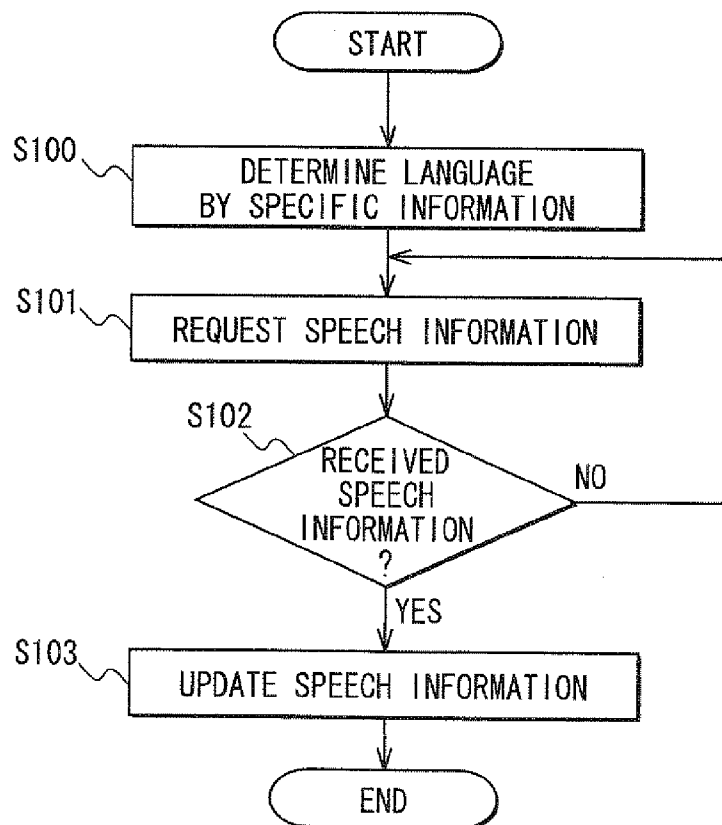 START
S100
DETERMINE LANGUAGE
BY SPECIFIC INFORMATION
S101
REQUEST SPEECH INFORMATION
S102
RECEIVED
SPEECH
INFORMATION
?
NO
YES
S103
UPDATE SPEECH INFORMATION
END